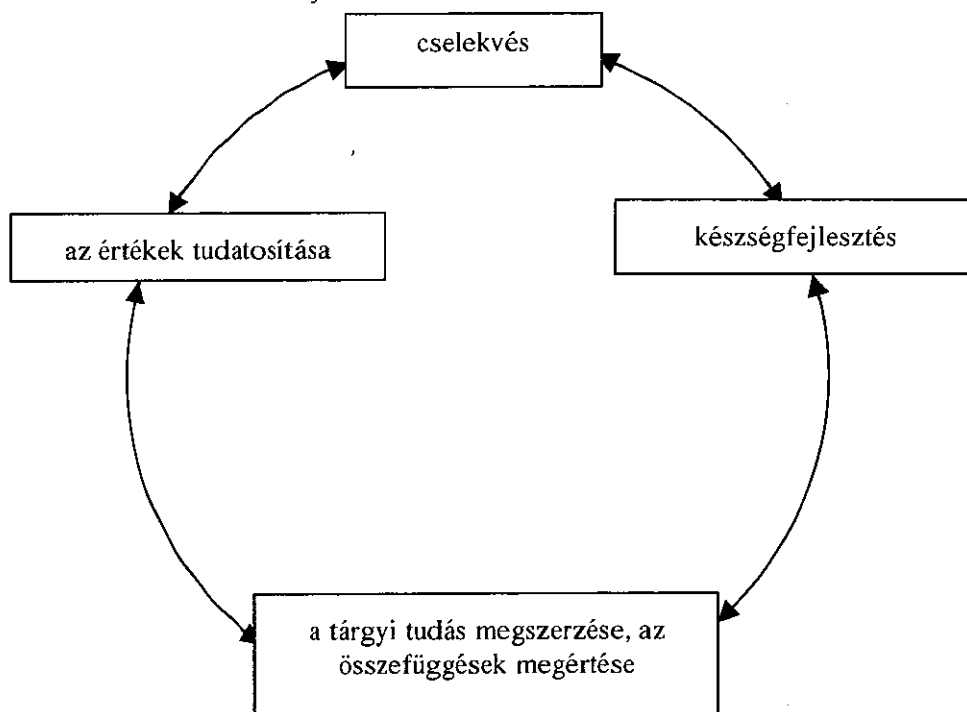 cselekvés
az értékek tudatosítása
készségfejlesztés
a tárgyi tudás megszerzése, az
összefüggések megértése